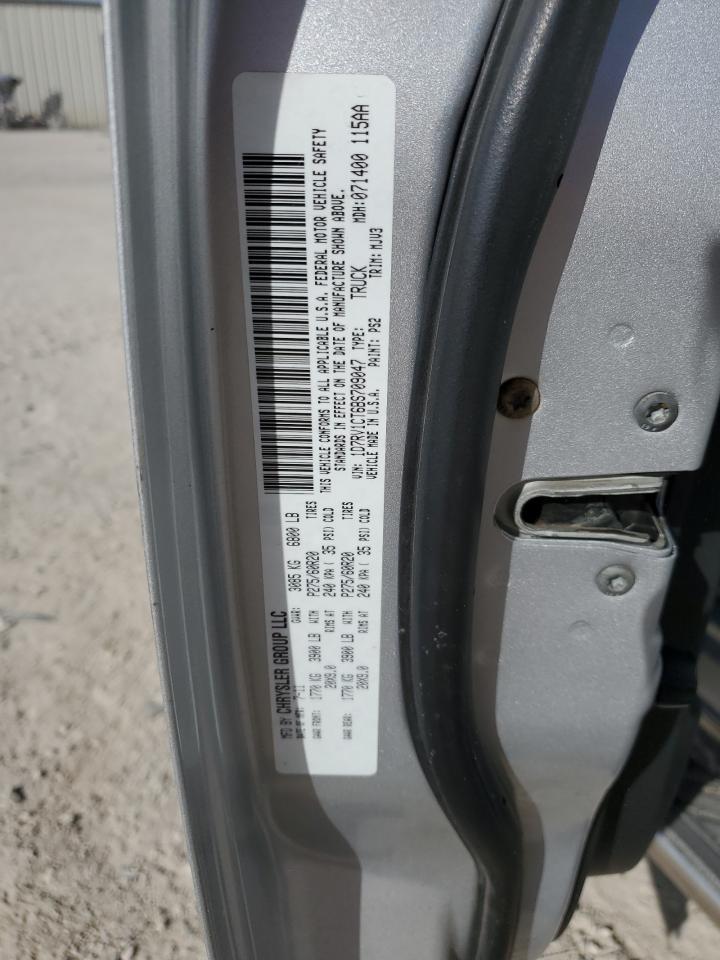 MFD BY CHRYSLER GROUP LLC
DATE OF MFR: 7-11 GVWR: 3085 KG 6800 LB
GAWR FRONT: 1770 KG 3900 LB WITH P275/60R20 TIRES
20X9.0 RIMS AT 240 KPA ( 35 PSI) COLD
GAWR REAR: 1770 KG 3900 LB WITH P275/60R20 TIRES
20X9.0 RIMS AT 240 KPA ( 35 PSI) COLD
THIS VEHICLE CONFORMS TO ALL APPLICABLE U.S.A. FEDERAL MOTOR VEHICLE SAFETY
STANDARDS IN EFFECT ON THE DATE OF MANUFACTURE SHOWN ABOVE.
VIN: 1D7RV1CT6BS709047 TYPE: TRUCK MDH:071400 115AA
VEHICLE MADE IN U.S.A. PAINT: PS2 TRIM: MJV3